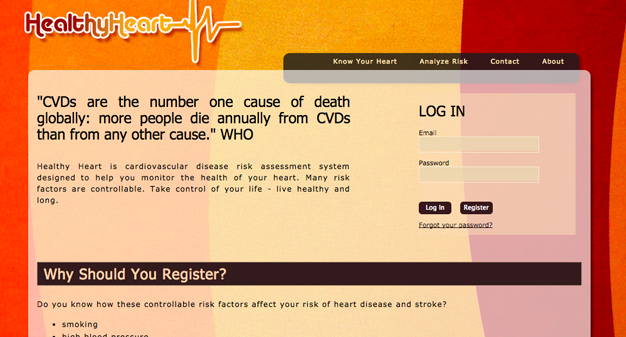 HealthyHeart
Know Your Heart Analyze Risk Contact About
"CVDs are the number one cause of death
globally: more people die annually from CVDs
than from any other cause." WHO
Healthy Heart is cardiovascular disease risk assessment system
designed to help you monitor the health of your heart. Many risk
factors are controllable. Take control of your life - live healthy and
long.
LOG IN
Email
Password
Log In Register
Forgot your password?
Why Should You Register?
Do you know how these controllable risk factors affect your risk of heart disease and stroke?
• smoking
• high blood pressure